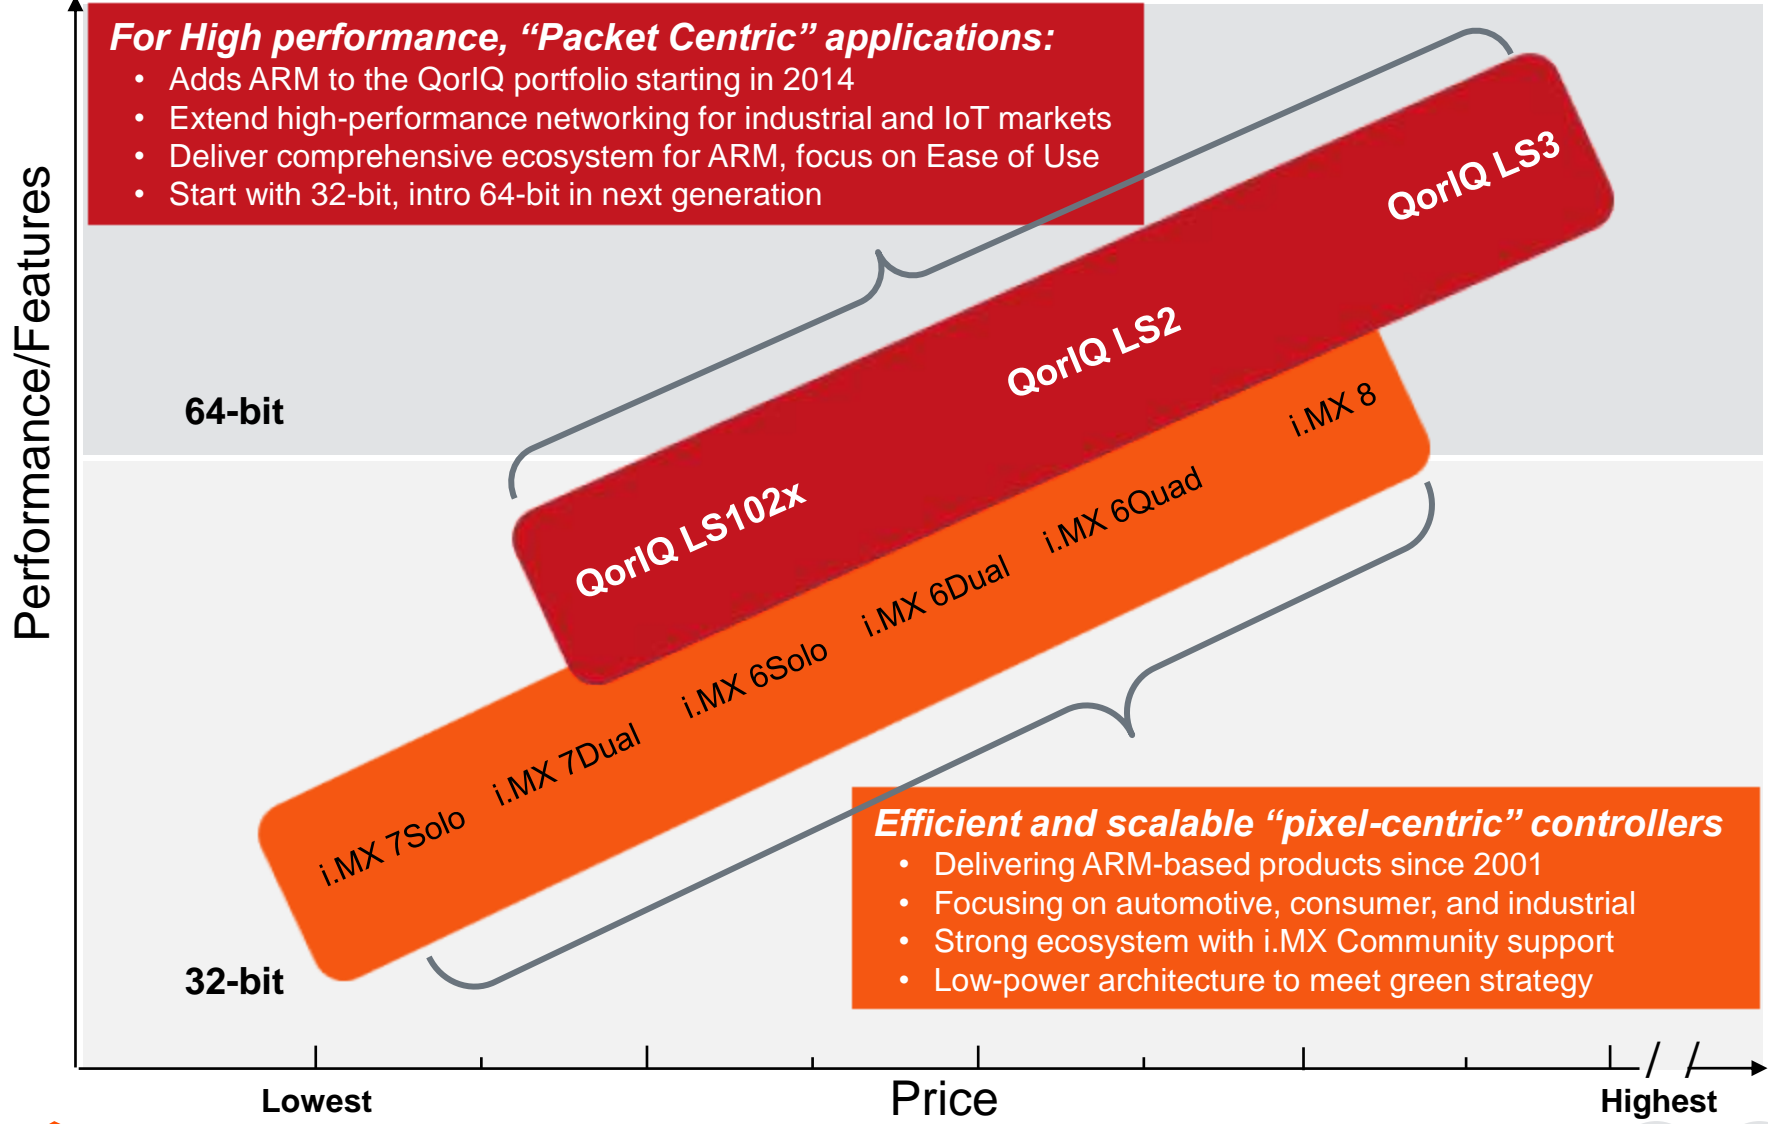 For High performance, “Packet Centric” applications:
• Adds ARM to the QorIQ portfolio starting in 2014
• Extend high-performance networking for industrial and IoT markets
• Deliver comprehensive ecosystem for ARM, focus on Ease of Use
• Start with 32-bit, intro 64-bit in next generation
Performance/Features
64-bit
QorIQ LS3
QorIQ LS2
QorIQ LS102x
i.MX 8
i.MX 6Quad
i.MX 6Dual
i.MX 6Solo
i.MX 7Dual
i.MX 7Solo
Efficient and scalable “pixel-centric” controllers
• Delivering ARM-based products since 2001
• Focusing on automotive, consumer, and industrial
• Strong ecosystem with i.MX Community support
• Low-power architecture to meet green strategy
32-bit
Lowest
Price
Highest